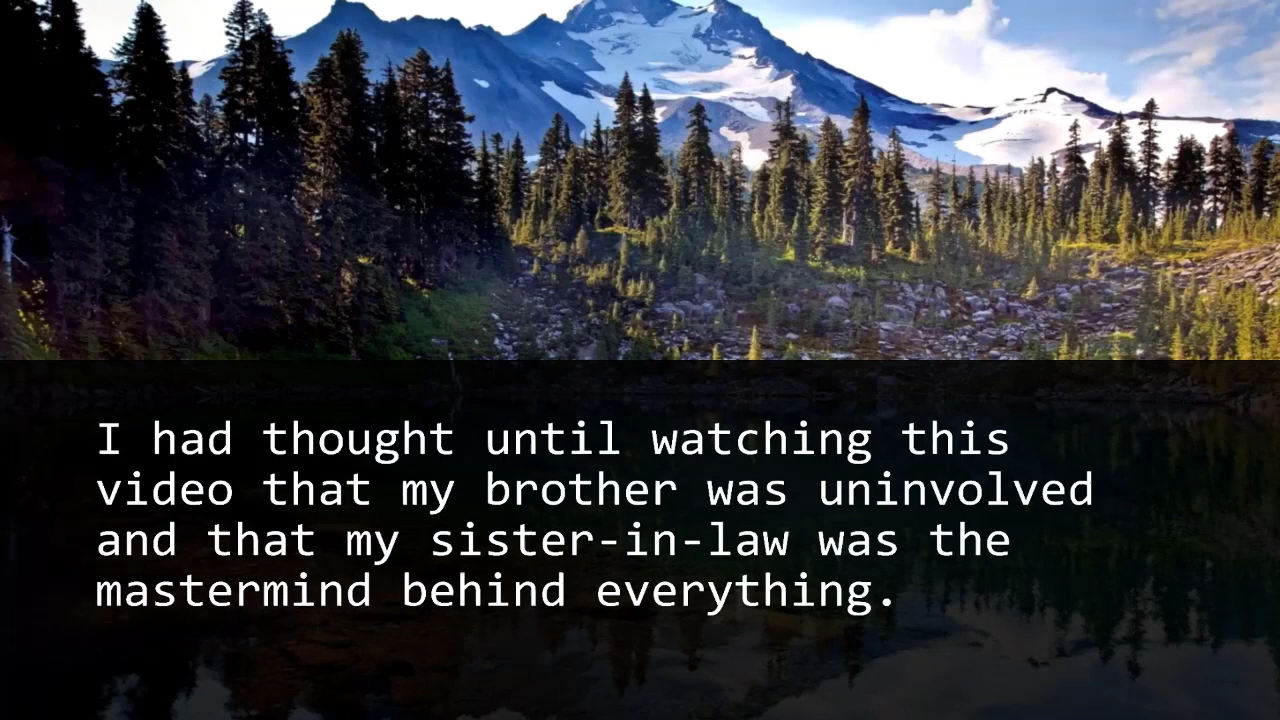 I had thought until watching this
video that my brother was uninvolved
and that my sister-in-law was the
mastermind behind everything.